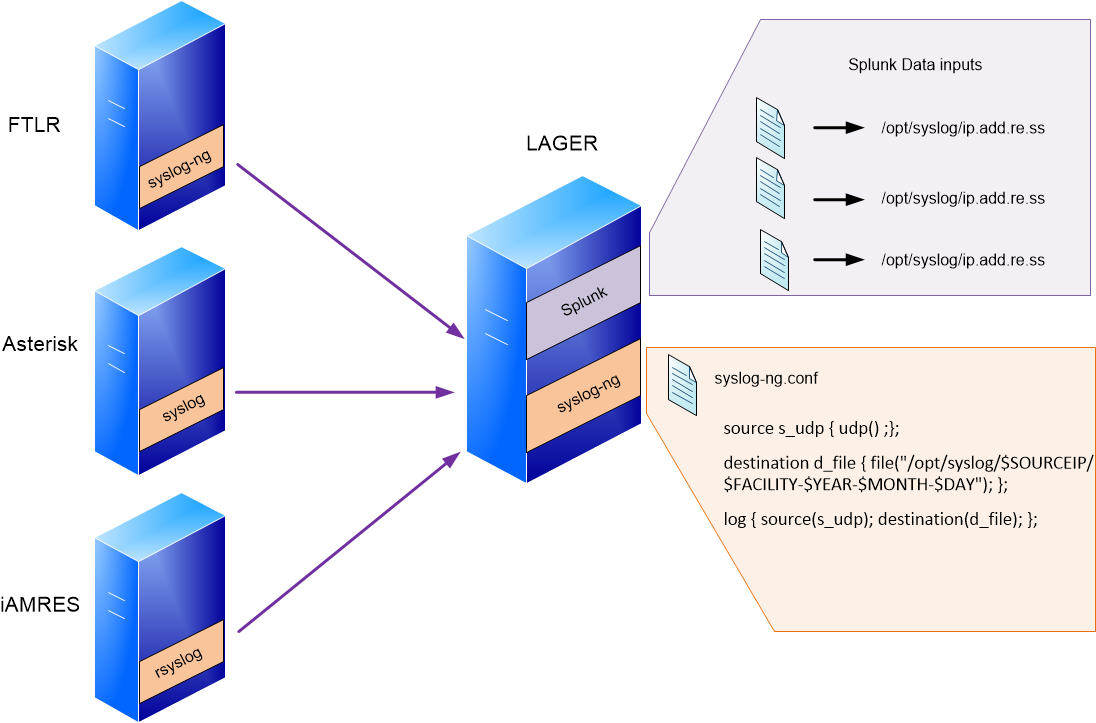 FTLR
syslog-ng
Asterisk
syslog
iAMRES
rsyslog
LAGER
Splunk
syslog-ng
Splunk Data inputs
/opt/syslog/ip.add.re.ss
/opt/syslog/ip.add.re.ss
/opt/syslog/ip.add.re.ss
syslog-ng.conf
source s_udp { udp() ;};
destination d_file { file("/opt/syslog/$SOURCEIP/
$FACILITY-$YEAR-$MONTH-$DAY"); };
log { source(s_udp); destination(d_file); };